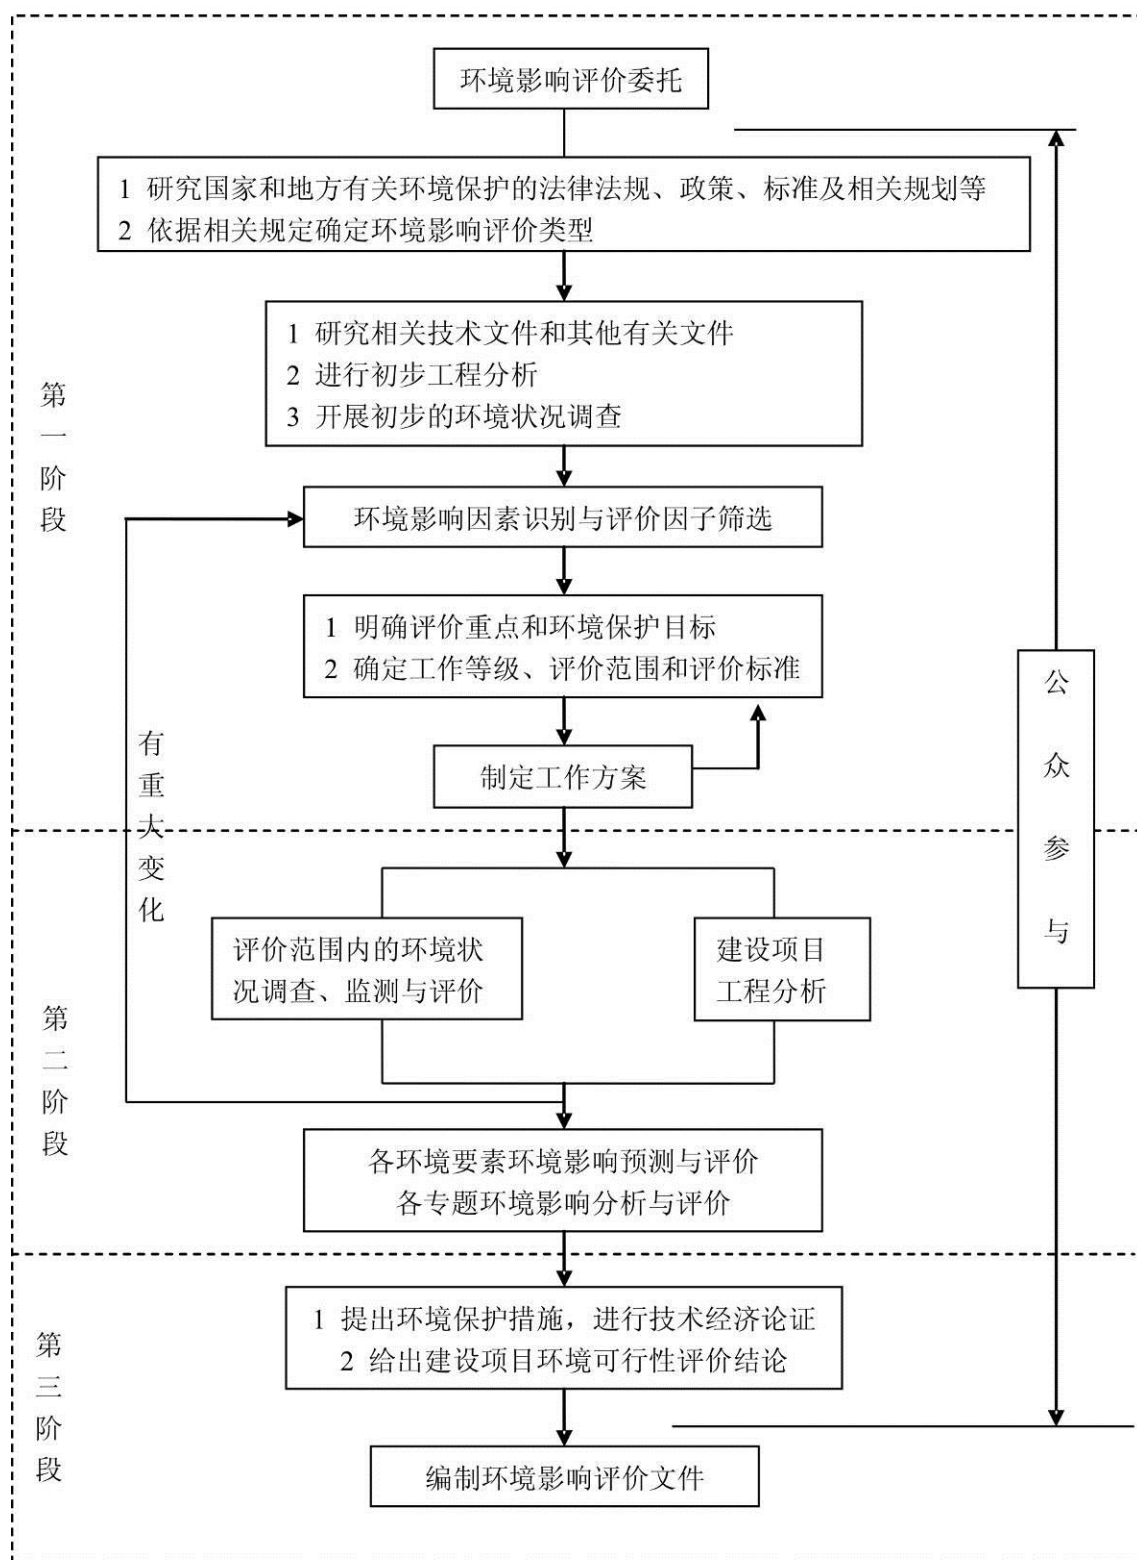 环境影响评价委托
1 研究国家和地方有关环境保护的法律法规、政策、标准及相关规划等
2 依据相关规定确定环境影响评价类型
1 研究相关技术文件和其他有关文件
2 进行初步工程分析
3 开展初步的环境状况调查
第一阶段
环境影响因素识别与评价因子筛选
1 明确评价重点和环境保护目标
2 确定工作等级、评价范围和评价标准
公众参与
有重大变化
制定工作方案
评价范围内的环境状
况调查、监测与评价
建设项目
工程分析
第二阶段
各环境要素环境影响预测与评价
各专题环境影响分析与评价
1 提出环境保护措施，进行技术经济论证
2 给出建设项目环境可行性评价结论
第三阶段
编制环境影响评价文件